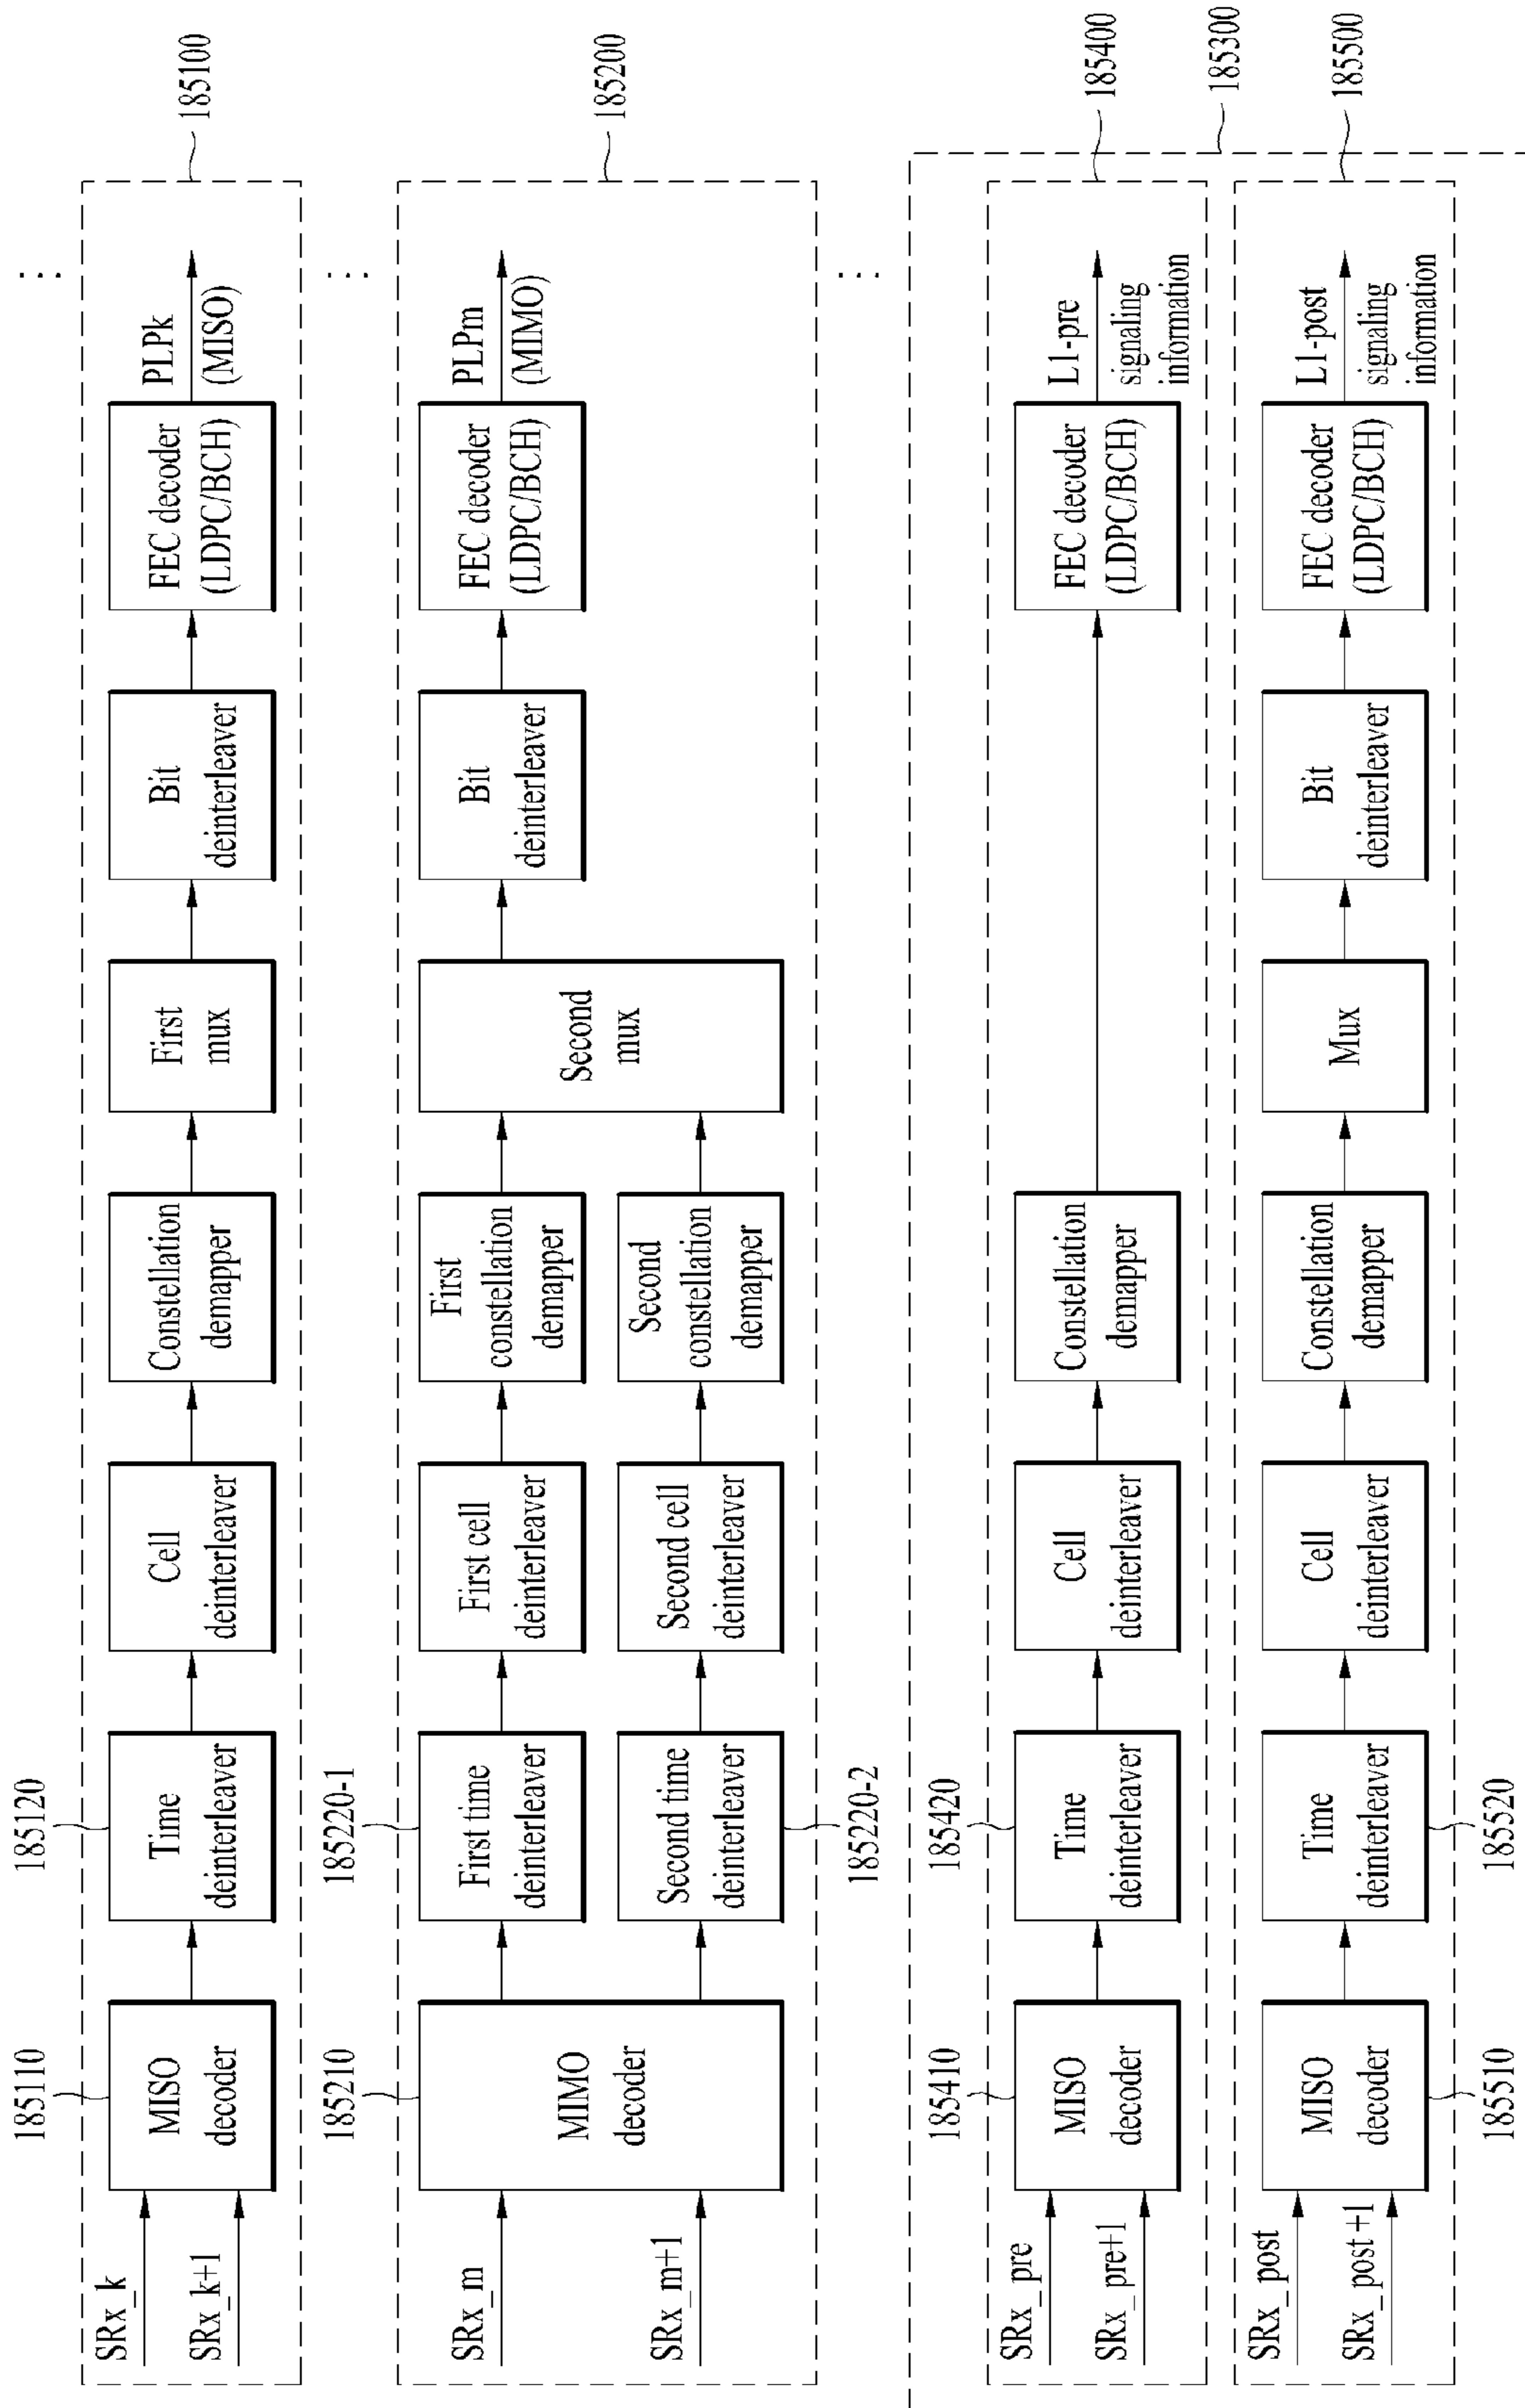 185110
185120
SRx_k
SRx_k+1
MISO
decoder
Time
deinterleaver
Cell
deinterleaver
Constellation
demapper
First
mux
Bit
deinterleaver
FEC decoder
(LDPC/BCH)
PLPk
(MISO)
185100
...
185210
185220-1
SRx_m
SRx_m+1
MIMO
decoder
First time
deinterleaver
First cell
deinterleaver
First
constellation
demapper
Second time
deinterleaver
Second cell
deinterleaver
Second
constellation
demapper
Second
mux
Bit
deinterleaver
FEC decoder
(LDPC/BCH)
PLPm
(MIMO)
185200
...
185220-2
...
185410
185420
SRx_pre
SRx_pre+1
MISO
decoder
Time
deinterleaver
Cell
deinterleaver
Constellation
demapper
FEC decoder
(LDPC/BCH)
L1-pre
signaling
information
185400
185300
SRx_post
SRx_post+1
MISO
decoder
Time
deinterleaver
Cell
deinterleaver
Constellation
demapper
Mux
Bit
deinterleaver
FEC decoder
(LDPC/BCH)
L1-post
signaling
information
185500
185510
185520